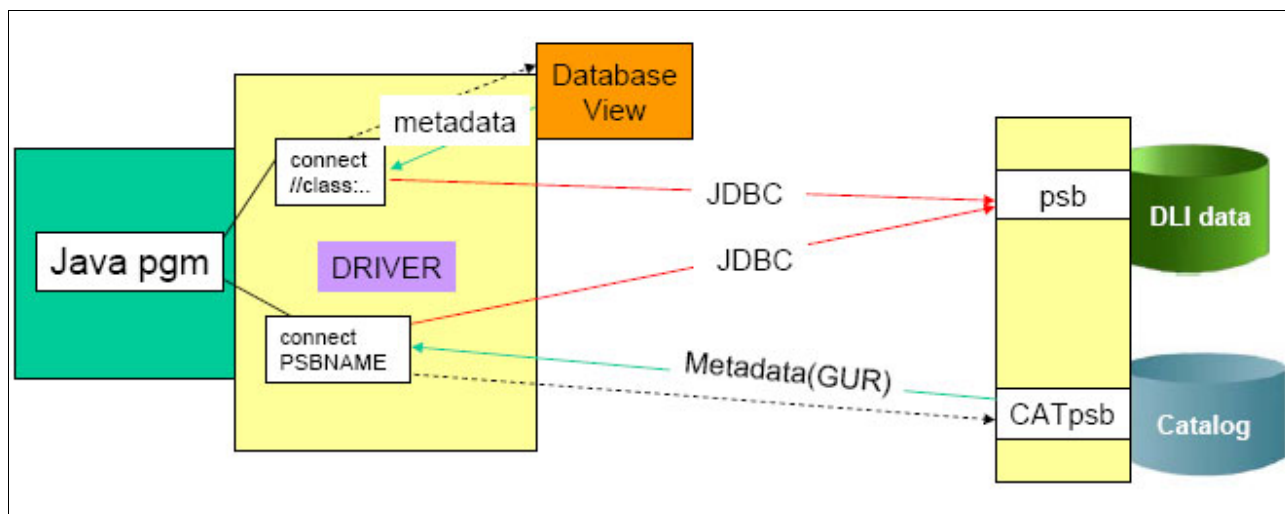 Database
View
metadata
connect
//class:..
JDBC
psb
DLI data
Java pgm
DRIVER
JDBC
connect
PSBNAME
Metadata(GUR)
CATpsb
Catalog